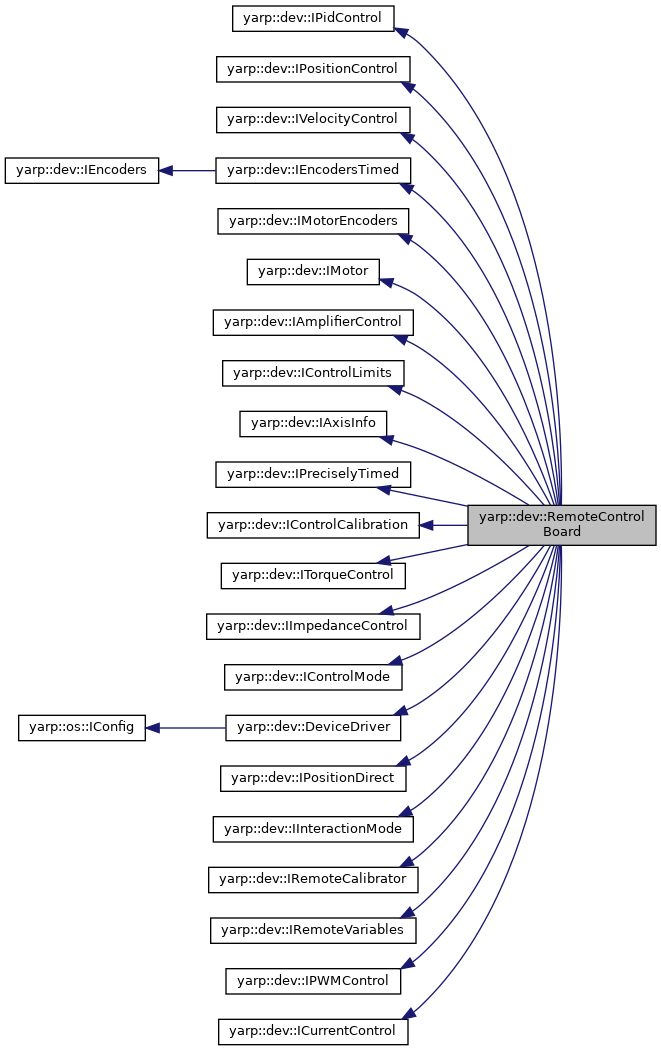 yarp::dev::IPidControl
yarp::dev::IPositionControl
yarp::dev::IVelocityControl
yarp::dev::IEncoders
yarp::dev::IEncodersTimed
yarp::dev::IMotorEncoders
yarp::dev::IMotor
yarp::dev::IAmplifierControl
yarp::dev::IControlLimits
yarp::dev::IAxisInfo
yarp::dev::IPreciselyTimed
yarp::dev::RemoteControl
Board
yarp::dev::IControlCalibration
yarp::dev::ITorqueControl
yarp::dev::IImpedanceControl
yarp::dev::IControlMode
yarp::os::IConfig
yarp::dev::DeviceDriver
yarp::dev::IPositionDirect
yarp::dev::IInteractionMode
yarp::dev::IRemoteCalibrator
yarp::dev::IRemoteVariables
yarp::dev::IPWMControl
yarp::dev::ICurrentControl